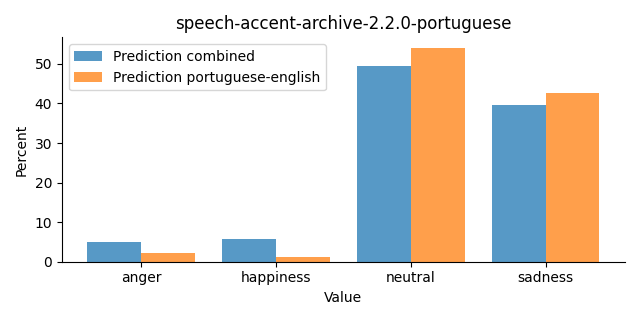 speech-accent-archive-2.2.0-portuguese
Prediction combined
Prediction portuguese-english
Percent
50
40
30
20
10
0
anger happiness neutral sadness
Value